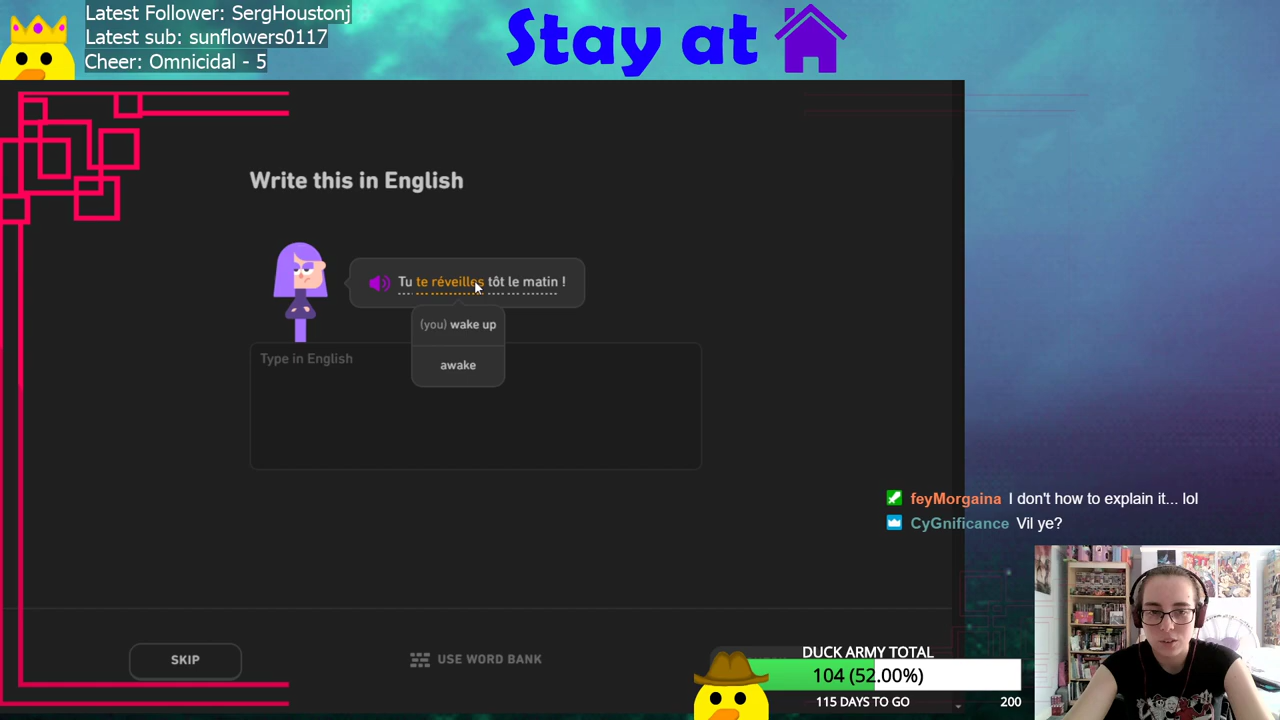 Latest Follower: SergHoustonj
Latest sub: sunflowers0117
Cheer: Omnicidal - 5
Stay at
Write this in English
Tu te réveilles tôt le matin !
(you) wake up
awake
Type in English
feyMorgaina I don't how to explain it... lol
CyGnificance Vil ye?
SKIP
USE WORD BANK
DUCK ARMY TOTAL
104 (52.00%)
115 DAYS TO GO
200